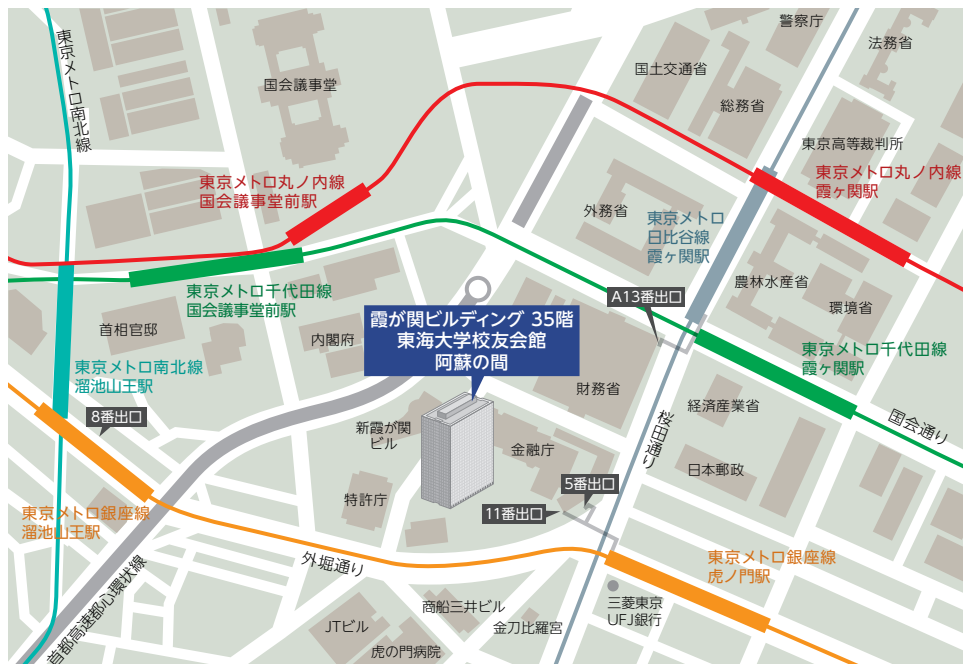 警察庁
法務省
東京メトロ南北線
国会議事堂
国土交通省
総務省
東京高等裁判所
東京メトロ丸ノ内線
国会議事堂前駅
東京メトロ丸ノ内線
霞ヶ関駅
外務省
東京メトロ
日比谷線
霞ヶ関駅
農林水産省
環境省
A13番出口
東京メトロ千代田線
国会議事堂前駅
首相官邸
内閣府
霞が関ビルディング 35階
東海大学校友会館
阿蘇の間
東京メトロ千代田線
霞ヶ関駅
東京メトロ南北線
溜池山王駅
8番出口
財務省
経済産業省
国会通り
桜田通り
新霞が関
ビル
金融庁
日本郵政
特許庁
5番出口
11番出口
東京メトロ銀座線
溜池山王駅
外堀通り
東京メトロ銀座線
虎ノ門駅
首都高速都心環状線
三菱東京
UFJ銀行
商船三井ビル
JTビル
金刀比羅宮
虎の門病院